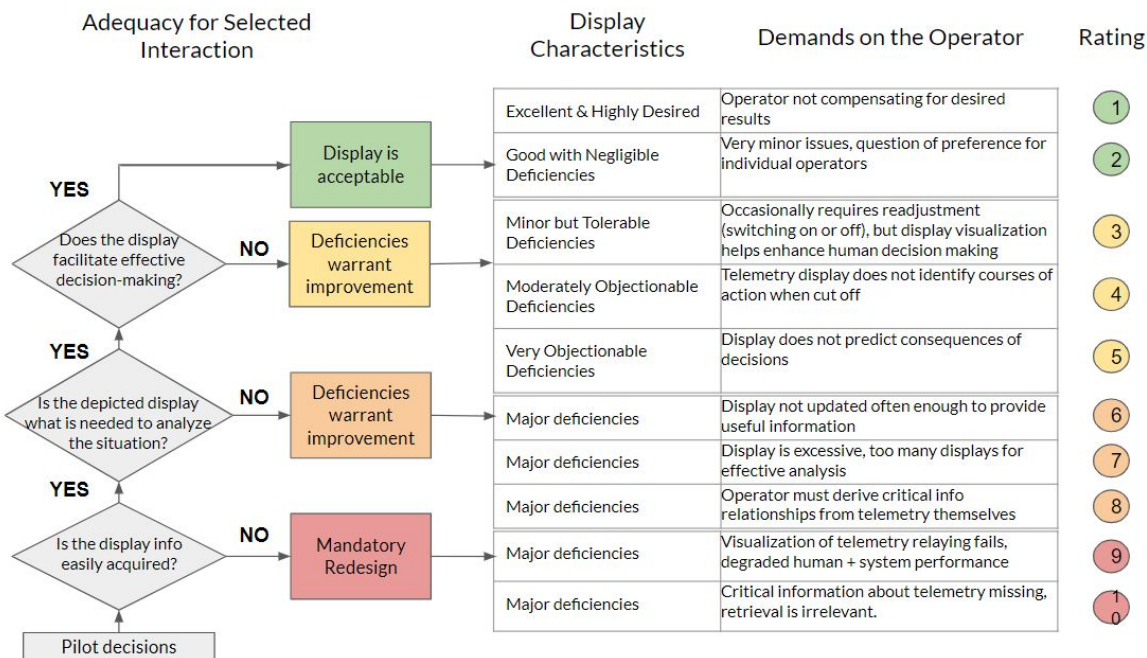 Adequacy for Selected
Interaction
Display
Characteristics
Demands on the Operator
Rating
Display is
acceptable
Excellent & Highly Desired
Operator not compensating for desired
results
1
Good with Negligible
Deficiencies
Very minor issues, question of preference for
individual operators
2
YES
Does the display
facilitate effective
decision-making?
NO
Deficiencies
warrant
improvement
Minor but Tolerable
Deficiencies
Occasionally requires readjustment
(switching on or off), but display visualization
helps enhance human decision making
3
Moderately Objectionable
Deficiencies
Telemetry display does not identify courses of
action when cut off
4
Very Objectionable
Deficiencies
Display does not predict consequences of
decisions
5
YES
Is the depicted display
what is needed to analyze
the situation?
NO
Deficiencies
warrant
improvement
Major deficiencies
Display not updated often enough to provide
useful information
6
Major deficiencies
Display is excessive, too many displays for
effective analysis
7
Major deficiencies
Operator must derive critical info
relationships from telemetry themselves
8
YES
Is the display info
easily acquired?
NO
Mandatory
Redesign
Major deficiencies
Visualization of telemetry relaying fails,
degraded human + system performance
9
Major deficiencies
Critical information about telemetry missing,
retrieval is irrelevant.
1
0
Pilot decisions